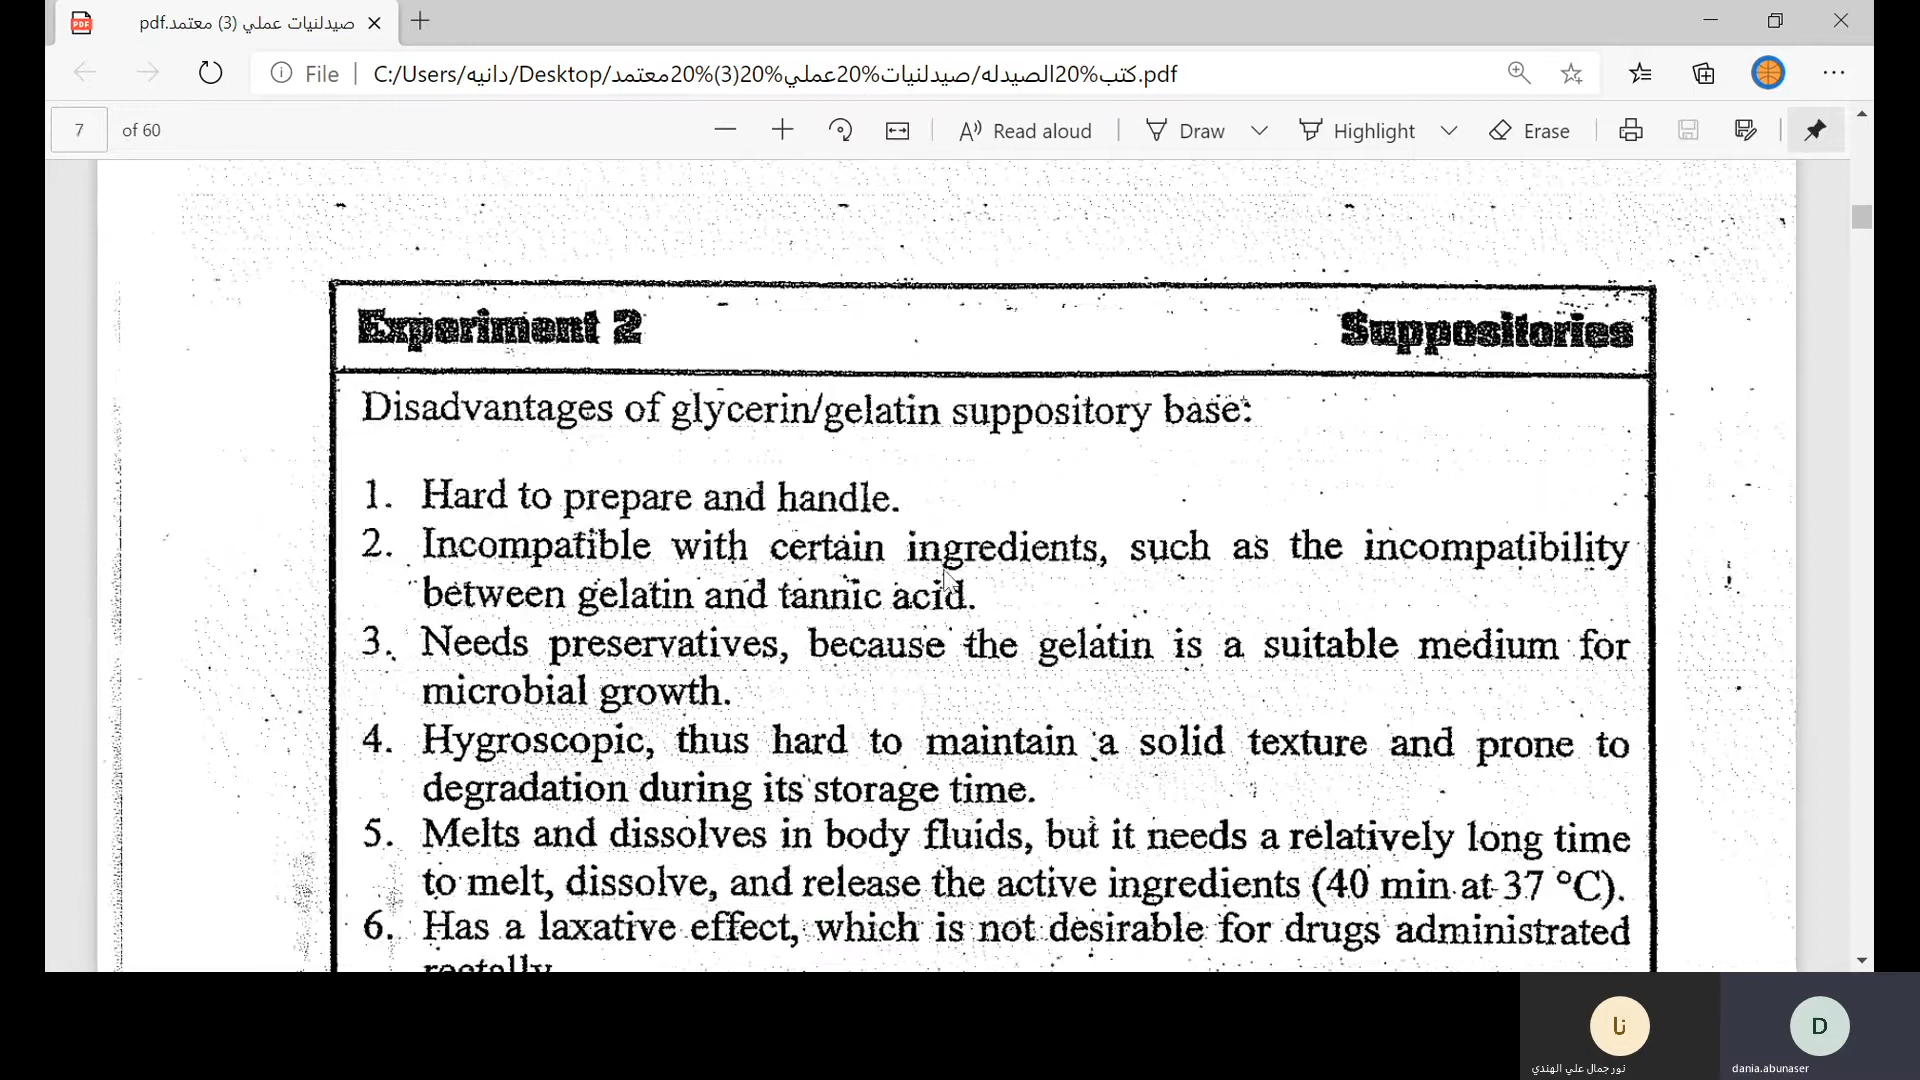 صيدلنيات عملي (3) معتمد.pdf
File
C:/Users/دانيه/Desktop/كتب%20الصيدله/صيدلنيات%20عملي%20(3)%20معتمد.pdf
7 of 60
Read aloud
Draw
Highlight
Erase
Experiment 2
Suppositories
Disadvantages of glycerin/gelatin suppository base:
1. Hard to prepare and handle.
2. Incompatible with certain ingredients, such as the incompatibility
between gelatin and tannic acid.
3. Needs preservatives, because the gelatin is a suitable medium for
microbial growth.
4. Hygroscopic, thus hard to maintain a solid texture and prone to
degradation during its storage time.
5. Melts and dissolves in body fluids, but it needs a relatively long time
to melt, dissolve, and release the active ingredients (40 min at 37 °C).
6. Has a laxative effect, which is not desirable for drugs administrated
rectally
نا
D
نور جمال علي الهندي
dania.abunaser